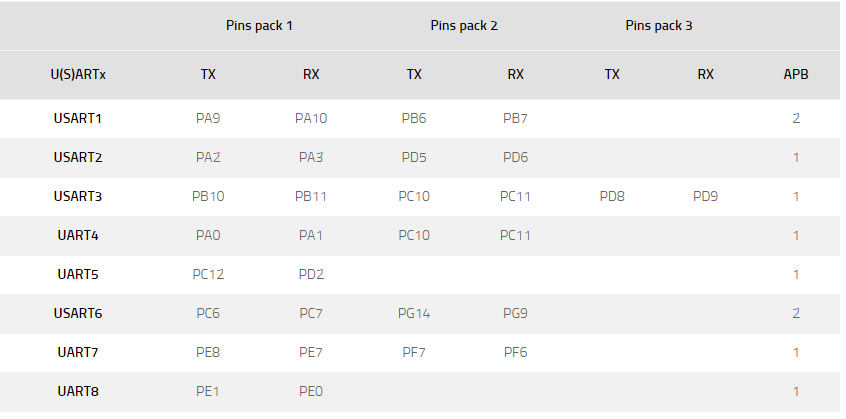 Pins pack 1 Pins pack 2 Pins pack 3
U(S)ARTx TX RX TX RX TX RX APB
USART1 PA9 PA10 PB6 PB7 2
USART2 PA2 PA3 PD5 PD6 1
USART3 PB10 PB11 PC10 PC11 PD8 PD9 1
UART4 PA0 PA1 PC10 PC11 1
UART5 PC12 PD2 1
USART6 PC6 PC7 PG14 PG9 2
UART7 PE8 PE7 PF7 PF6 1
UART8 PE1 PE0 1